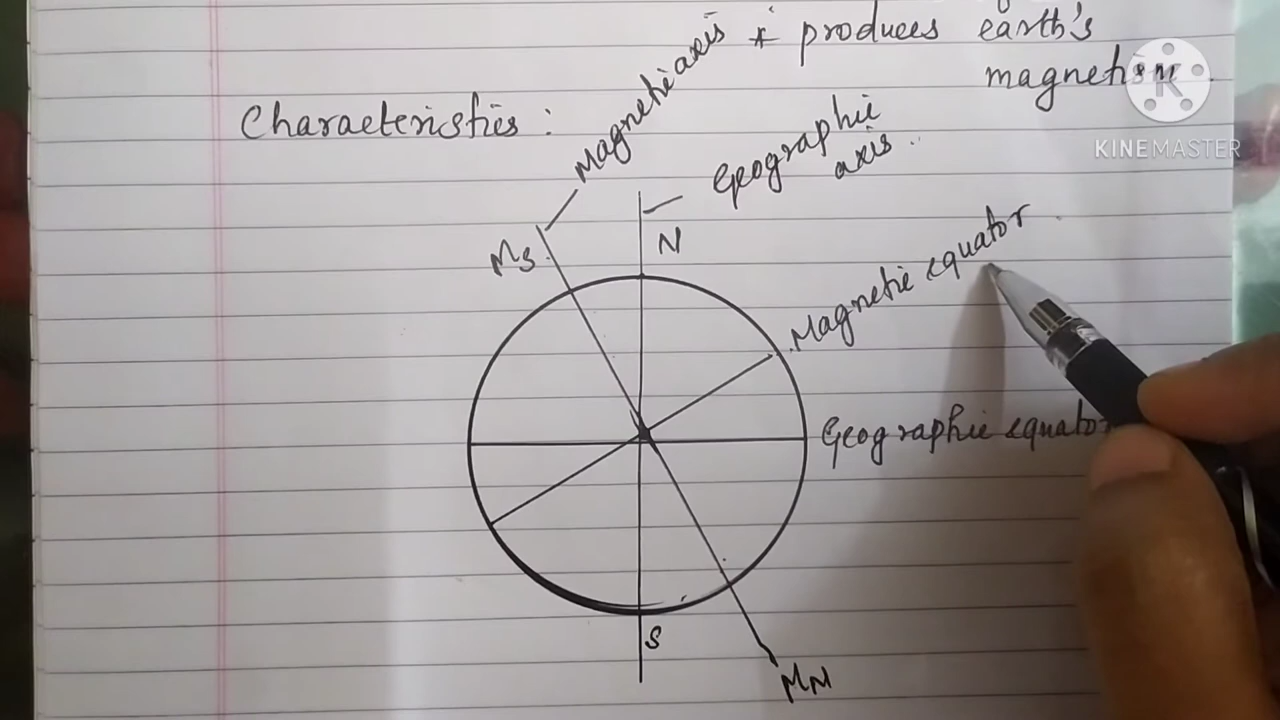 * produces earth's
magnetism
Characteristics :
Magnetic axis
Geographic
axis
Ms
N
Magnetic equator
Geographic equator
S
MN
K
KINEMASTER